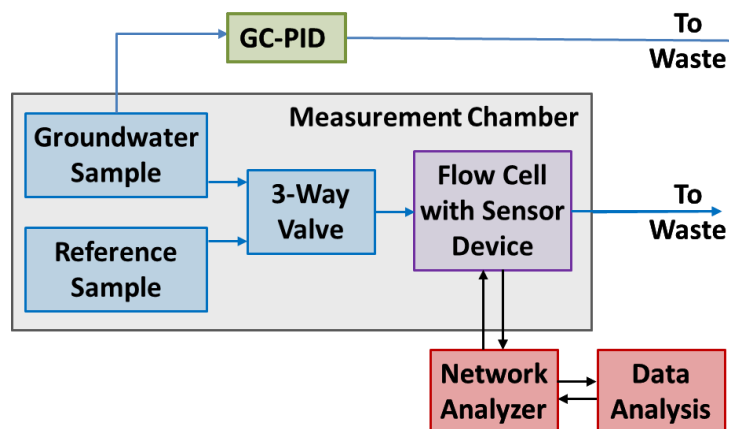 GC-PID
To
Waste
Measurement Chamber
Groundwater
Sample
3-Way
Valve
Flow Cell
with Sensor
Device
To
Waste
Reference
Sample
Network
Analyzer
Data
Analysis